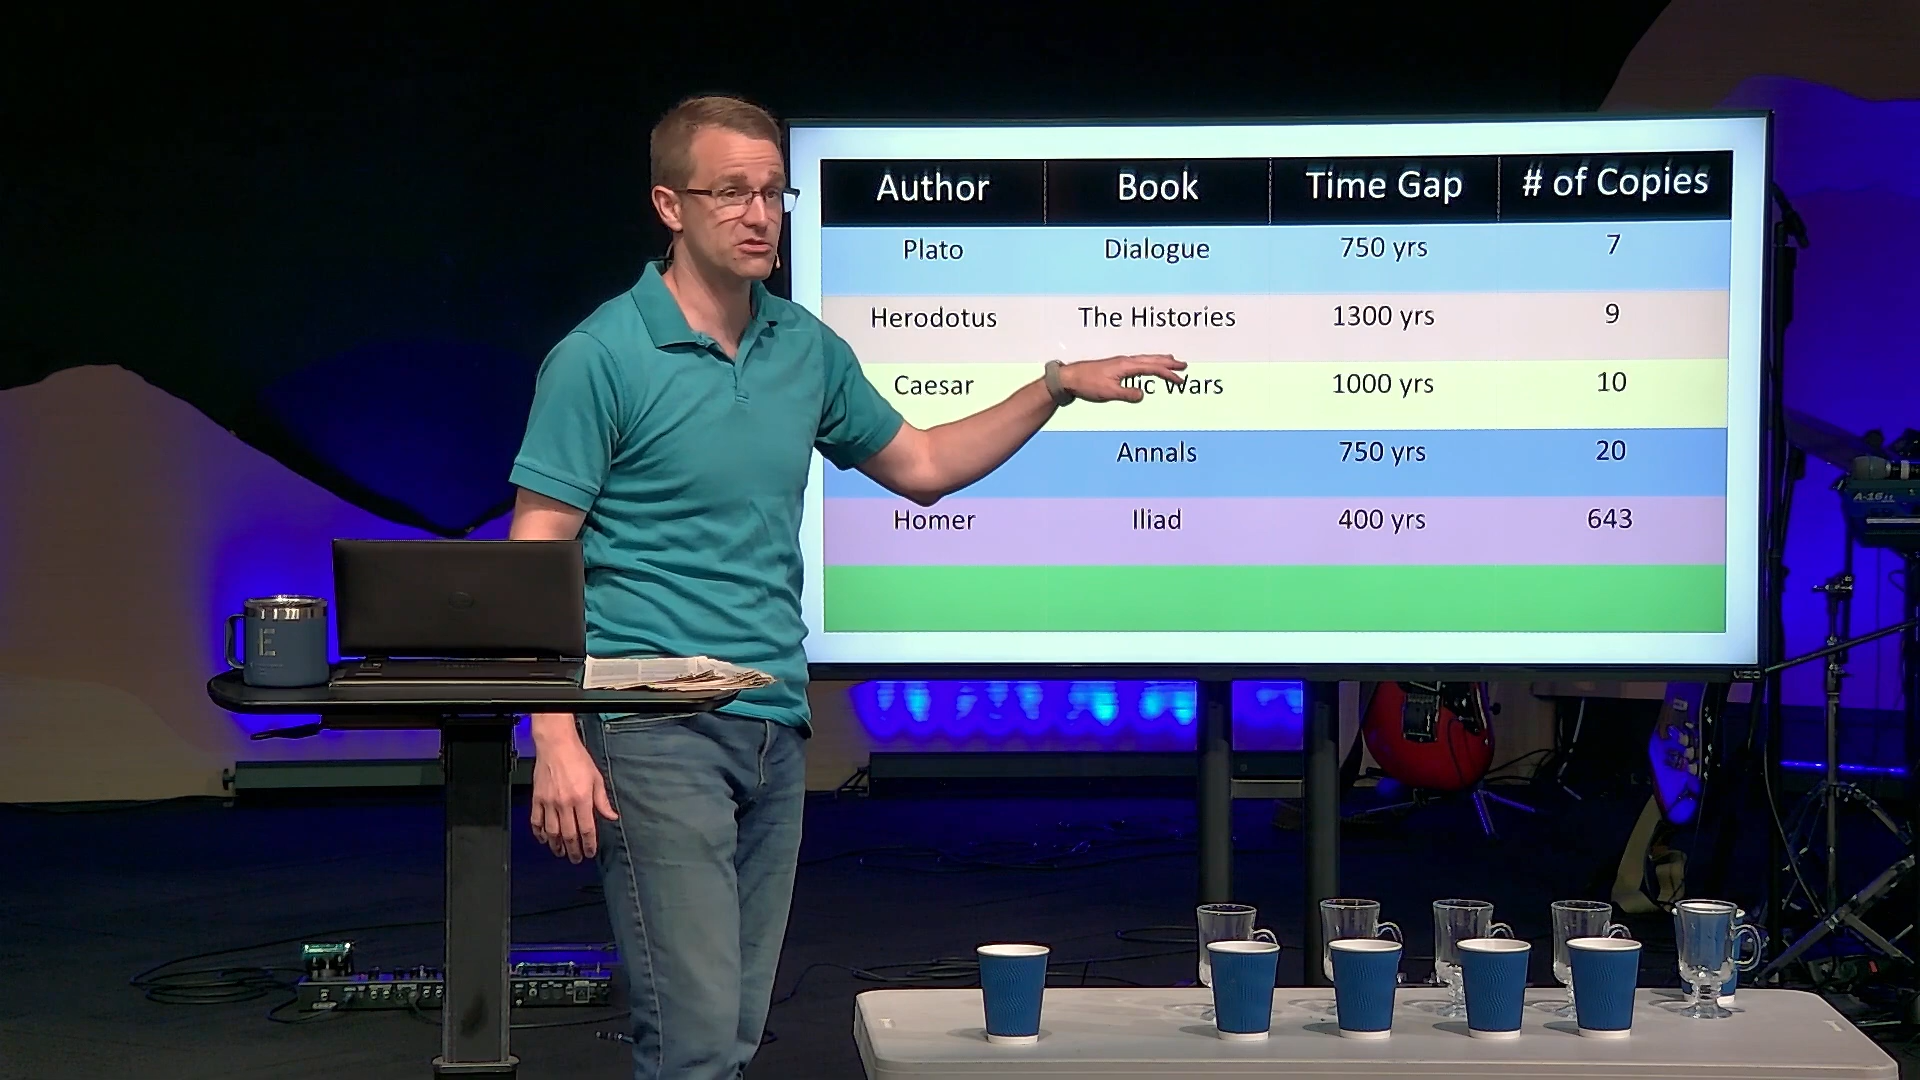 Author Book Time Gap # of Copies
Plato Dialogue 750 yrs 7
Herodotus The Histories 1300 yrs 9
Caesar Wars 1000 yrs 10
Annals 750 yrs 20
Homer Iliad 400 yrs 643
E
A-16